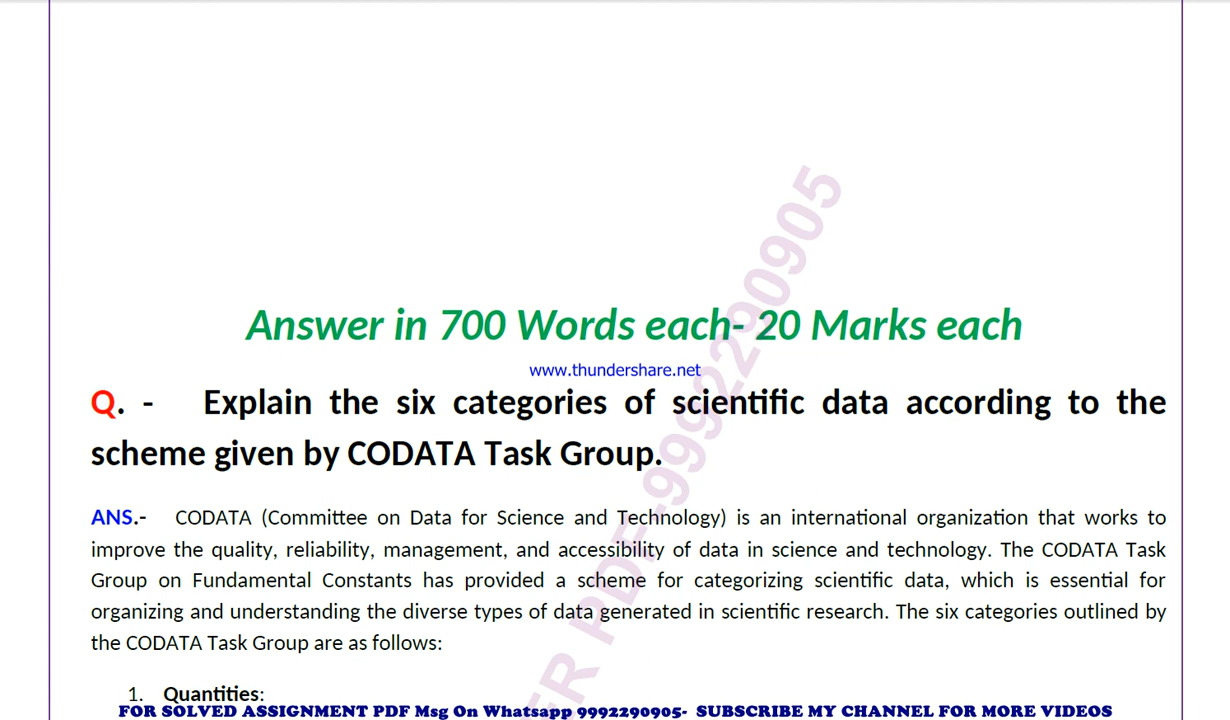 Answer in 700 Words each- 20 Marks each
www.thundershare.net
Q. - Explain the six categories of scientific data according to the
scheme given by CODATA Task Group.
ANS.- CODATA (Committee on Data for Science and Technology) is an international organization that works to
improve the quality, reliability, management, and accessibility of data in science and technology. The CODATA Task
Group on Fundamental Constants has provided a scheme for categorizing scientific data, which is essential for
organizing and understanding the diverse types of data generated in scientific research. The six categories outlined by
the CODATA Task Group are as follows:
1. Quantities:
FOR SOLVED ASSIGNMENT PDF Msg On Whatsapp 9992290905- SUBSCRIBE MY CHANNEL FOR MORE VIDEOS
ER PDF-9992290905